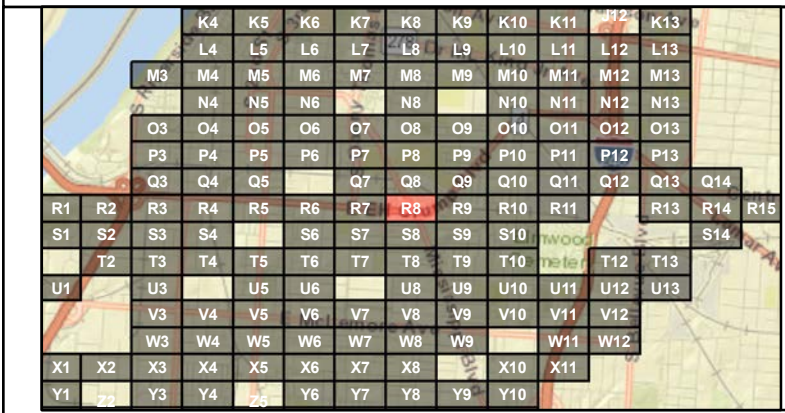 K4 K5 K6 K7 K8 K9 K10 K11 J12 K13
L4 L5 L6 L7 L8 L9 L10 L11 L12 L13
M3 M4 M5 M6 M7 M8 M9 M10 M11 M12 M13
N4 N5 N6 N8 N10 N11 N12 N13
O3 O4 O5 O6 O7 O8 O9 O10 O11 O12 O13
P3 P4 P5 P6 P7 P8 P9 P10 P11 P12 P13
Q3 Q4 Q5 Q7 Q8 Q9 Q10 Q11 Q12 Q13 Q14
R1 R2 R3 R4 R5 R6 R7 R8 R9 R10 R11 R13 R14 R15
S1 S2 S3 S4 S6 S7 S8 S9 S10 S14
T2 T3 T4 T5 T6 T7 T8 T9 T10 T12 T13
U1 U3 U5 U6 U8 U9 U10 U11 U12 U13
V3 V4 V5 V6 V7 V8 V9 V10 V11 V12
E McLemore Ave
W3 W4 W5 W6 W7 W8 W9 W11 W12
X1 X2 X3 X4 X5 X6 X7 X8 X10 X11
Y1 Z2 Y3 Y4 Z5 Y6 Y7 Y8 Y9 Y10